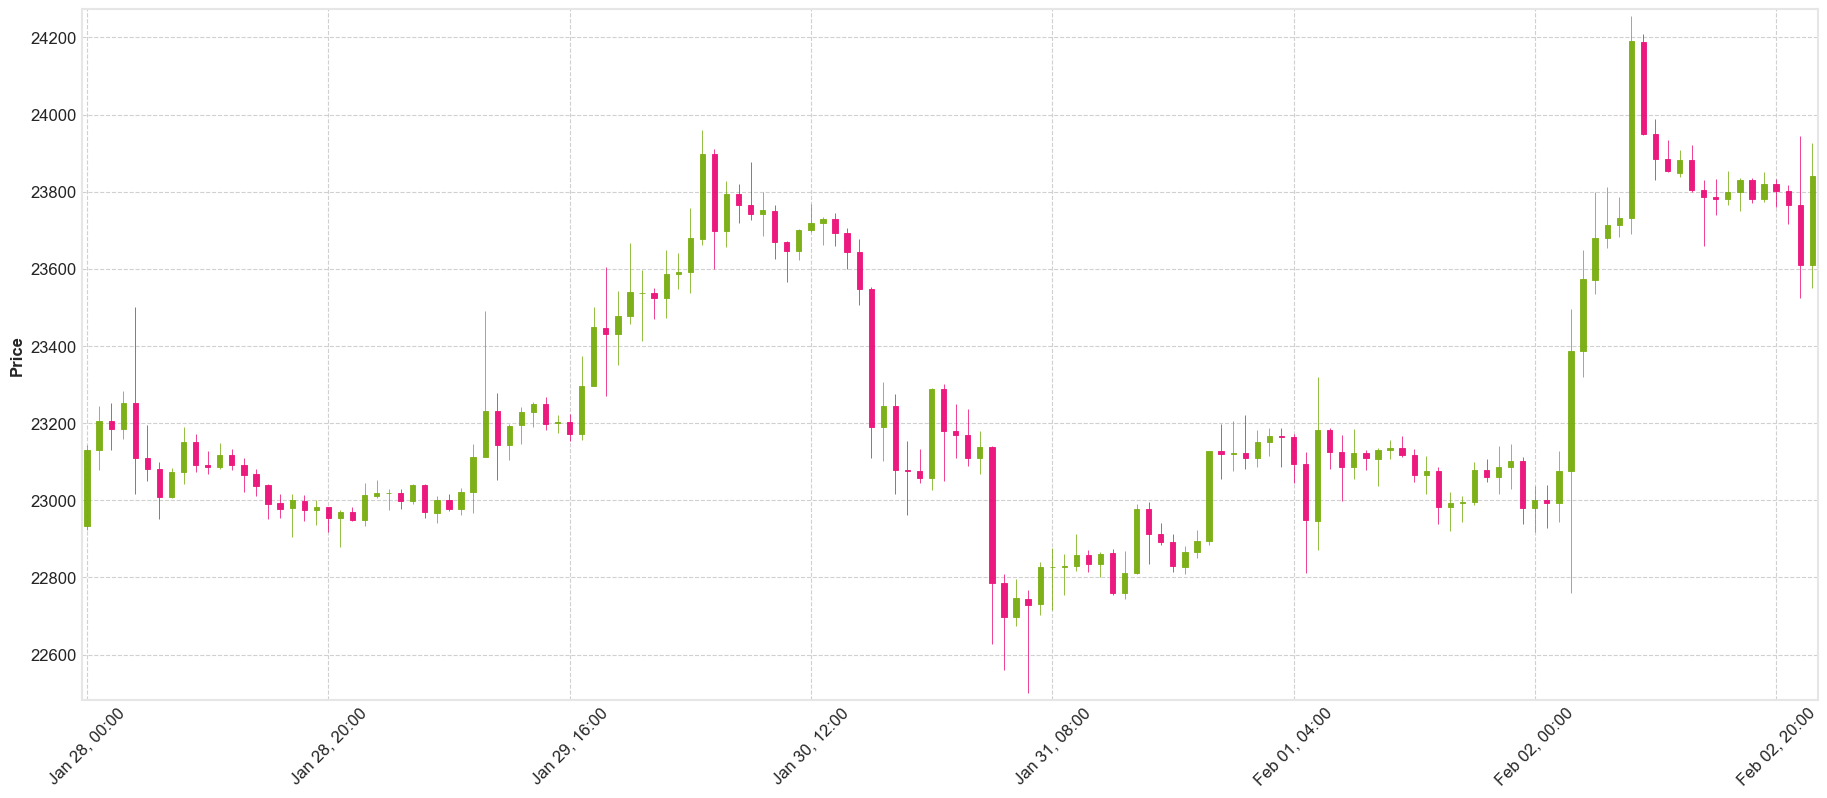 24200
24000
23800
23600
23400
23200
23000
22800
22600
Price
Jan 28, 00:00
Jan 28, 20:00
Jan 29, 16:00
Jan 30, 12:00
Jan 31, 08:00
Feb 01, 04:00
Feb 02, 00:00
Feb 02, 20:00